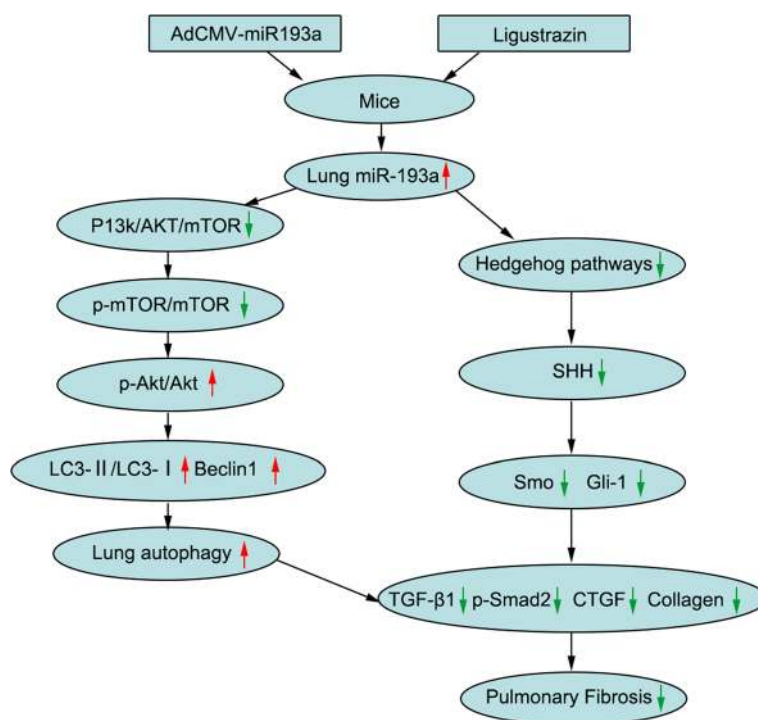 AdCMV-miR193a
Ligustrazin
Mice
Lung miR-193a
P13k/AKT/mTOR
Hedgehog pathways
p-mTOR/mTOR
SHH
p-Akt/Akt
LC3-Ⅱ/LC3-Ⅰ Beclin1
Smo Gli-1
Lung autophagy
TGF-β1 p-Smad2 CTGF Collagen
Pulmonary Fibrosis